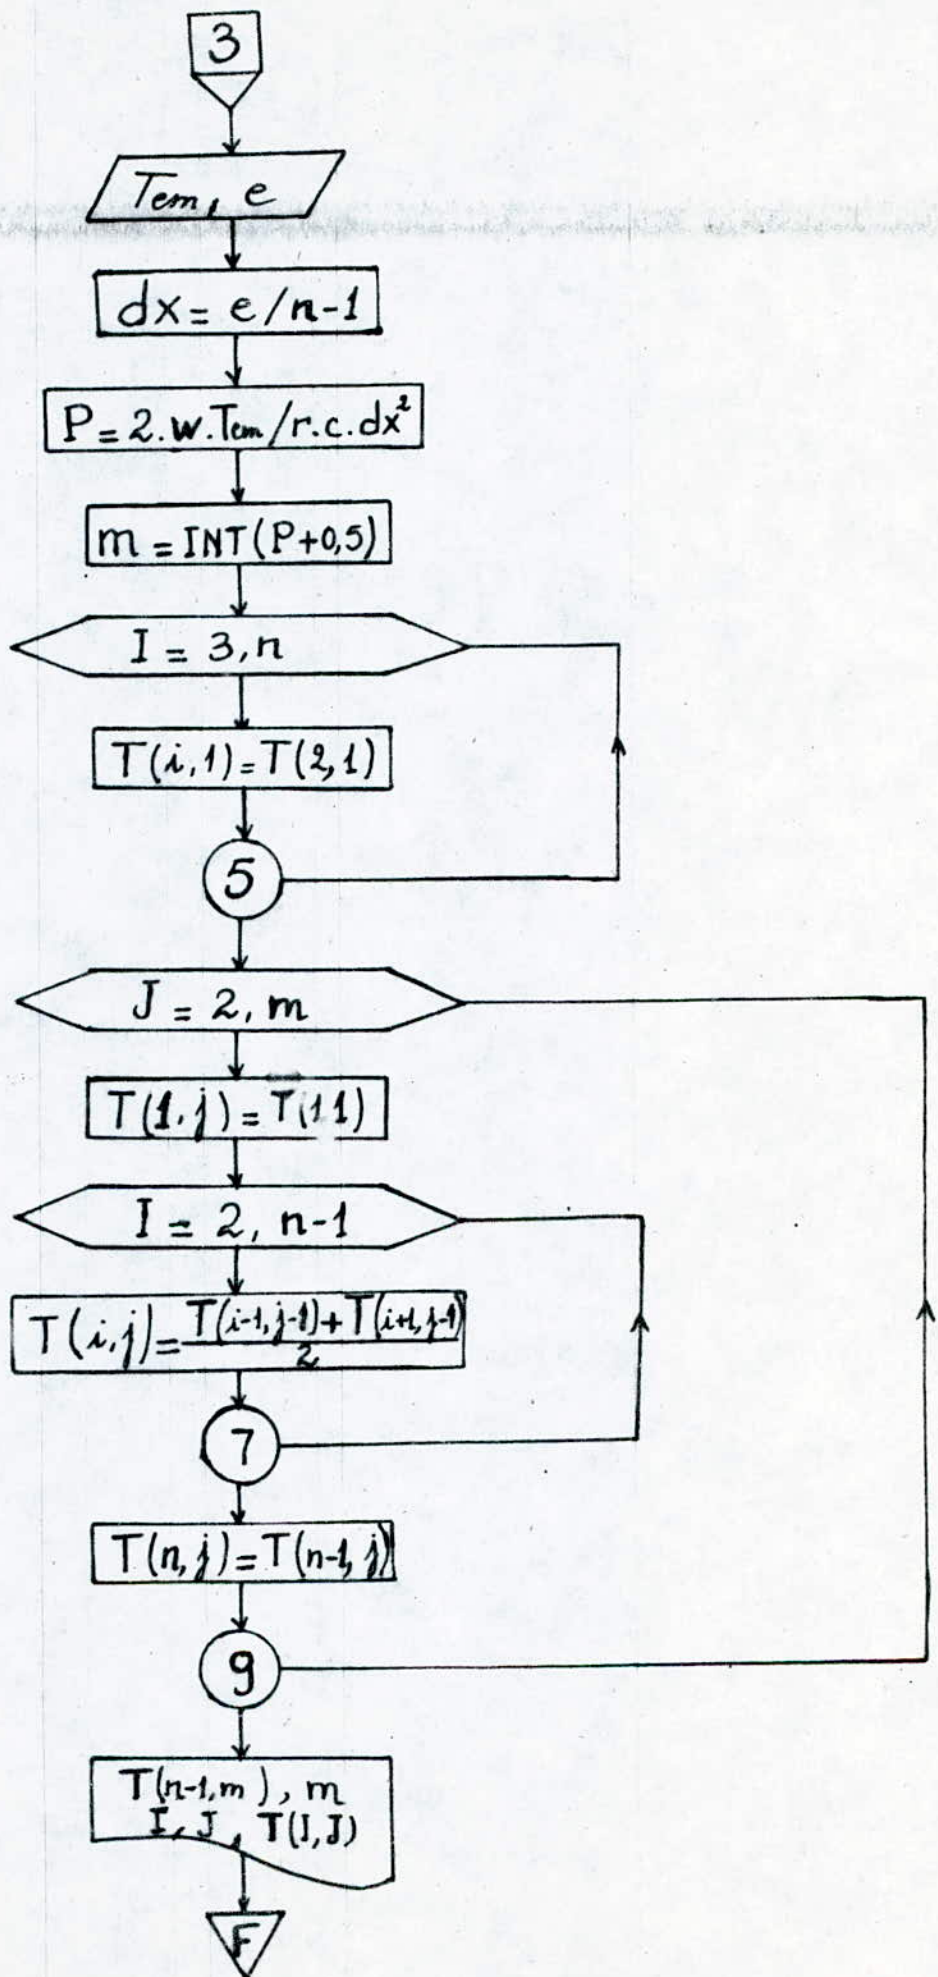 3
Tem, e
dx = e/n-1
P = 2.w.Tem/r.c.dx²
m = INT(P+0,5)
I = 3, n
T(i,1) = T(2,1)
5
J = 2, m
T(1,j) = T(1 1)
I = 2, n-1
T(i,j) = T(i-1,j-1)+T(i+1,j-1)
2
7
T(n,j) = T(n-1,j)
9
T(n-1,m), m
I, J, T(I,J)
F